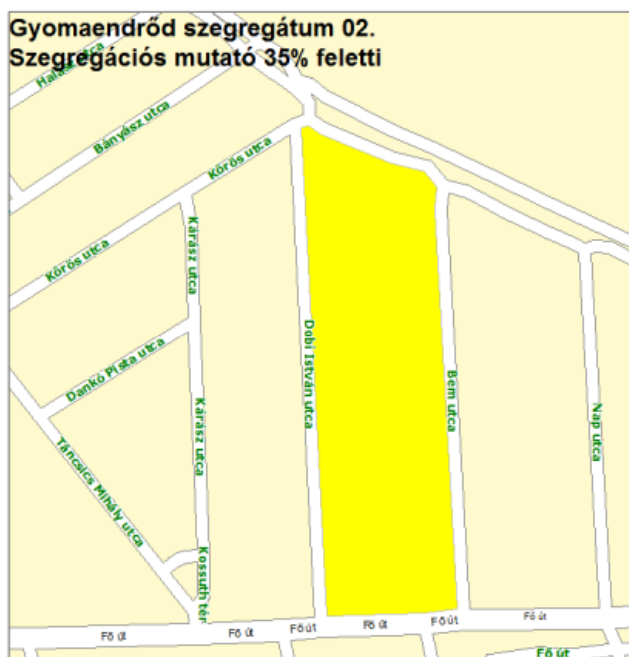 Gyomaendrőd szegregátum 02.
Szegregációs mutató 35% feletti
Halász utca
Bányász utca
Körös utca
Körös utca
Kárász utca
Dankó Pista utca
Dobi István utca
Bem utca
Nap utca
Kárász utca
Táncsics Mihály utca
Kossuth tér
Fő út
Fő út
Fő út
Fő út
Fő út
Fő út
Fő út